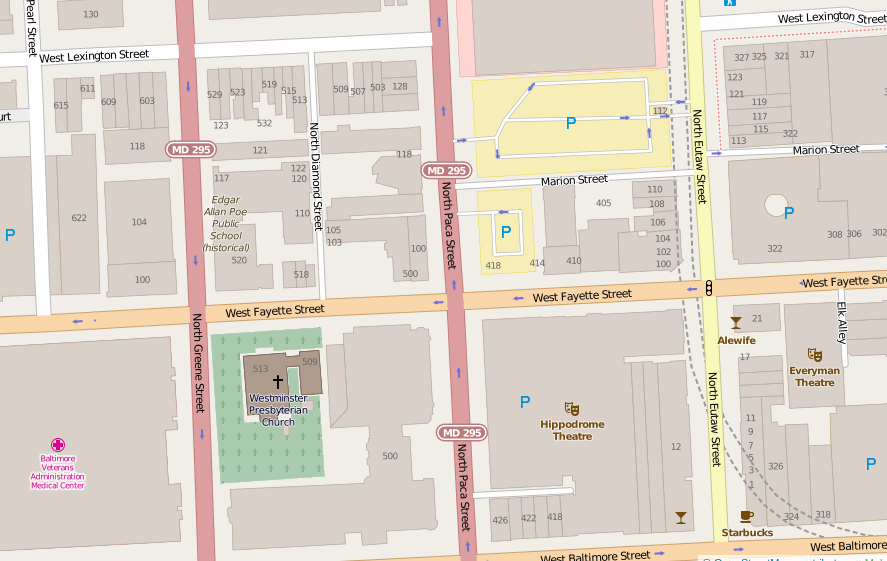 130
Pearl Street
West Lexington Street
West Lexington Street
611
615
609
603
529
523
519
515
513
509
507
503
128
123
532
327
325
321
317
123
121
119
117
115
113
322
112
P
118
MD 295
121
118
MD 295
North Diamond Street
North Eutaw Street
Marion Street
Marion Street
117
122
120
Edgar
Allan Poe
Public
School
(historical)
110
405
110
108
106
104
102
100
North Paca Street
P
622
104
105
103
P
P
322
308
306
302
520
518
100
100
500
418
414
410
West Fayette Street
West Fayette Street
West Fayette Street
North Greene Street
513
509
Westminster
Presbyterian
Church
21
Alewife
Elk Alley
17
Everyman
Theatre
P
Hippodrome
Theatre
North Eutaw Street
11
9
7
5
3
1
MD 295
12
Baltimore
Veterans
Administration
Medical Center
500
North Paca Street
326
P
426
422
418
324
318
Starbucks
West Baltimore Street
West Baltimore